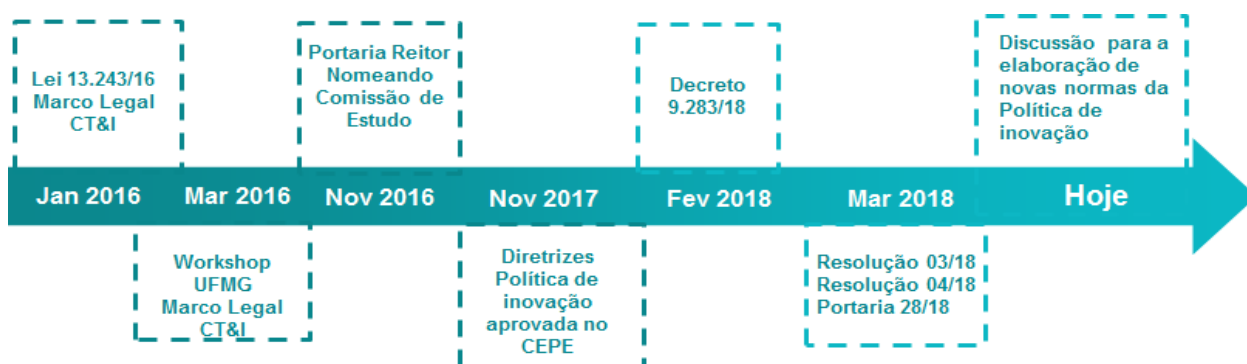 Lei 13.243/16
Marco Legal
CT&I
Portaria Reitor
Nomeando
Comissão de
Estudo
Decreto
9.283/18
Discussão para a
elaboração de
novas normas da
Política de
inovação
Jan 2016
Mar 2016
Nov 2016
Nov 2017
Fev 2018
Mar 2018
Hoje
Workshop
UFMG
Marco Legal
CT&I
Diretrizes
Política de
inovação
aprovada no
CEPE
Resolução 03/18
Resolução 04/18
Portaria 28/18